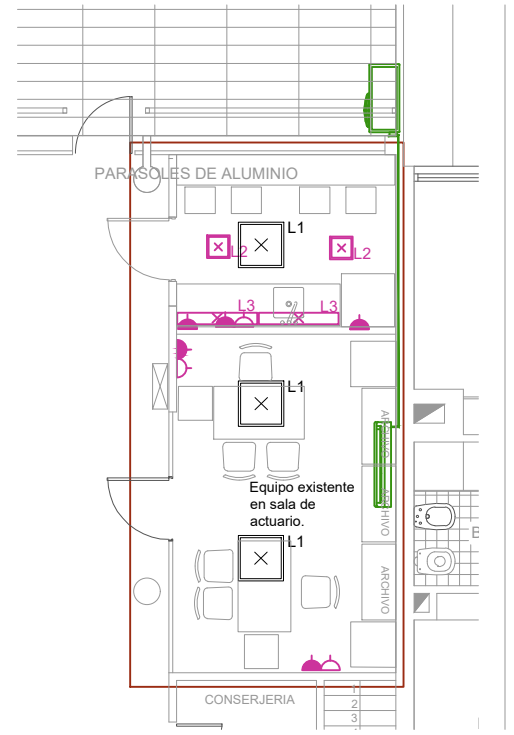 PARASOLES DE ALUMINIO
L1
L2
L2
L3
L3
L1
ARCHIVO
Equipo existente
en sala de
actuario.
ARCHIVO
L1
ARCHIVO
CONSERJERIA
1
2
3